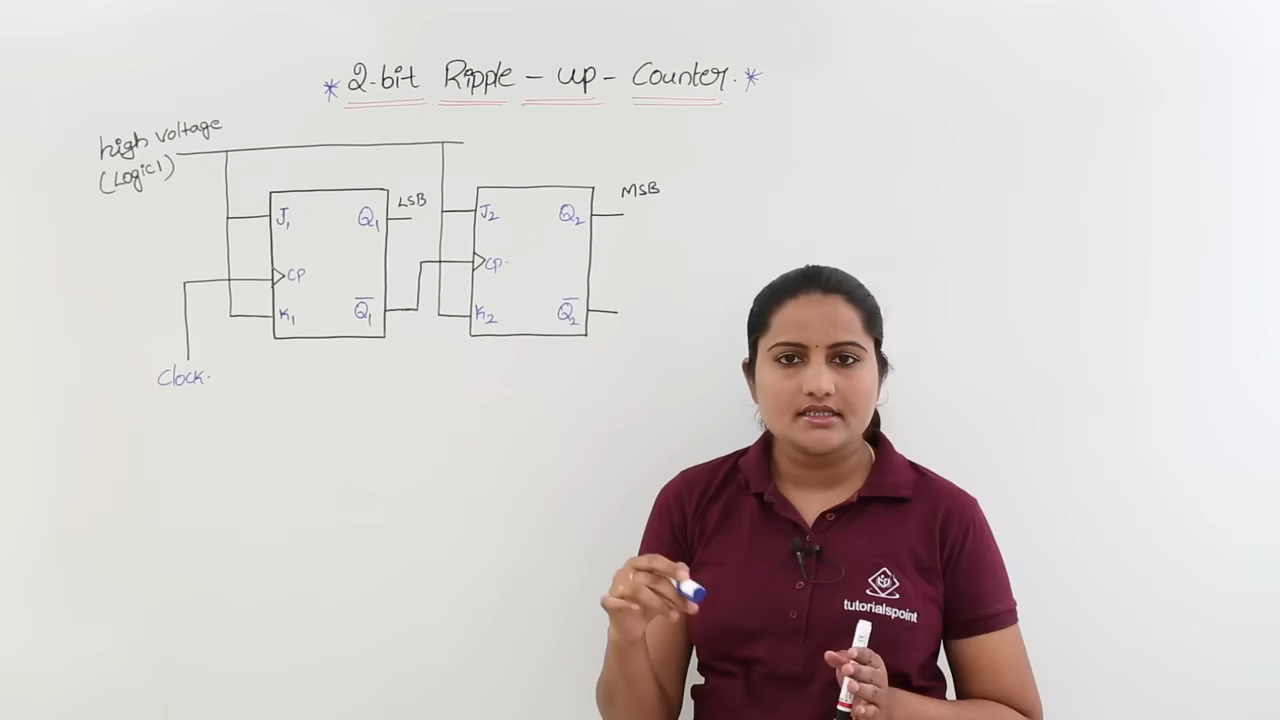 * 2-bit Ripple - up - Counter. *
high voltage
(Logic1)
LSB
MSB
J1
Q1
J2
Q2
CP
CP.
K1
Q̅1
K2
Q̅2
Clock.
tutorialspoint